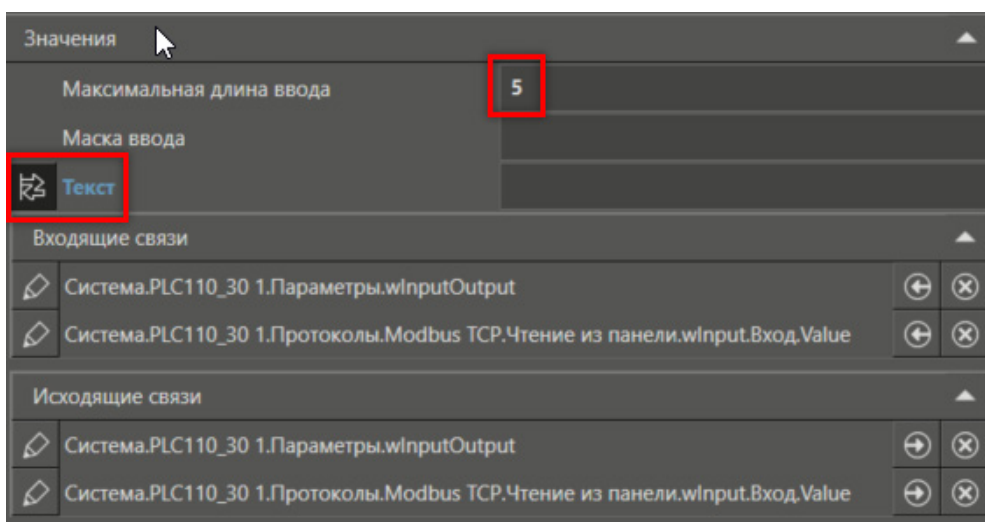 Значения
Максимальная длина ввода 5
Маска ввода
Текст
Входящие связи
Система.PLC110_30 1.Параметры.wInputOutput
Система.PLC110_30 1.Протоколы.Modbus TCP.Чтение из панели.wInput.Вход.Value
Исходящие связи
Система.PLC110_30 1.Параметры.wInputOutput
Система.PLC110_30 1.Протоколы.Modbus TCP.Чтение из панели.wInput.Вход.Value